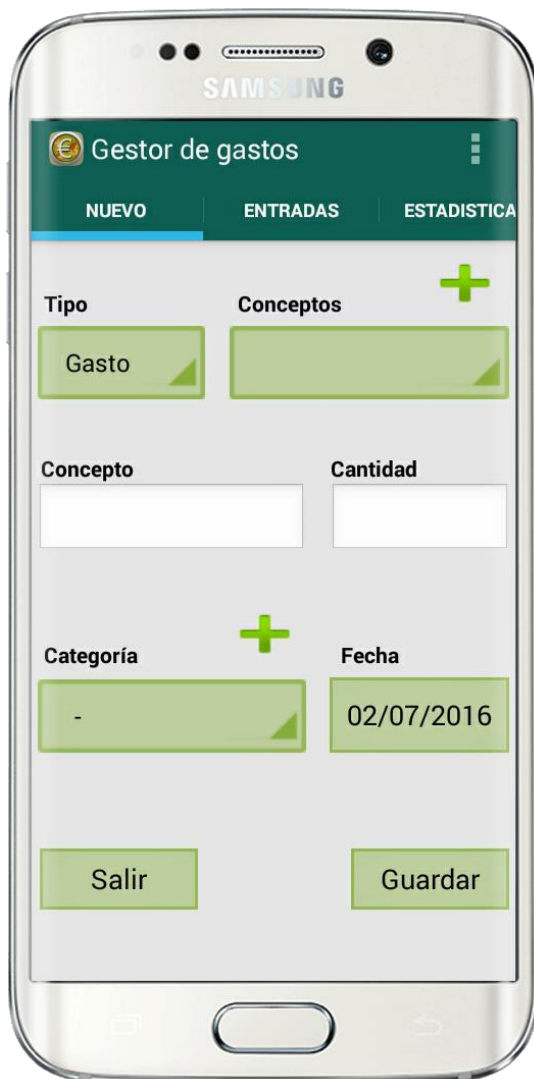 SAMSUNG
Gestor de gastos
NUEVO ENTRADAS ESTADISTICA
Tipo Conceptos
Gasto
Concepto Cantidad
Categoría Fecha
- 02/07/2016
Salir Guardar